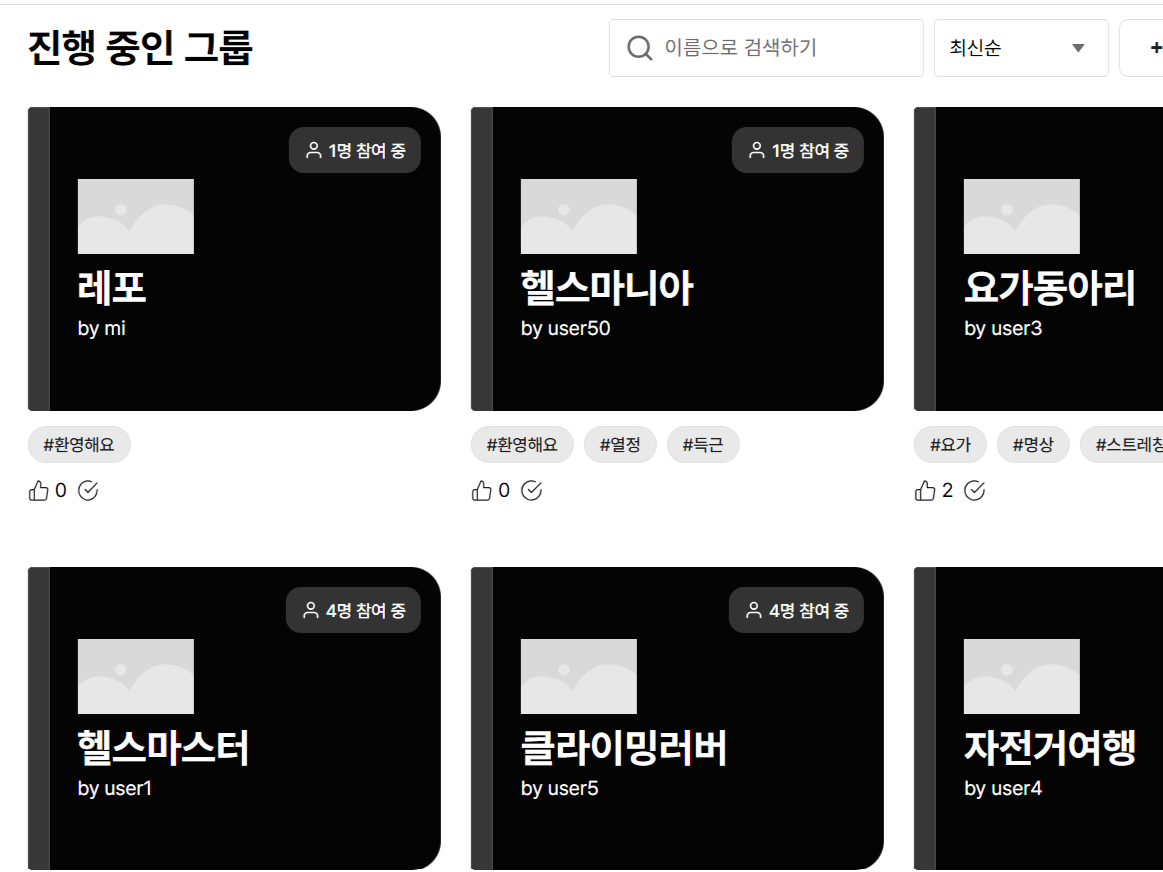 진행 중인 그룹
이름으로 검색하기
최신순
+
1명 참여 중
레포
by mi
#환영해요
0
1명 참여 중
헬스마니아
by user50
#환영해요 #열정 #득근
0
요가동아리
by user3
#요가 #명상 #스트레칭
2
4명 참여 중
헬스마스터
by user1
4명 참여 중
클라이밍러버
by user5
자전거여행
by user4